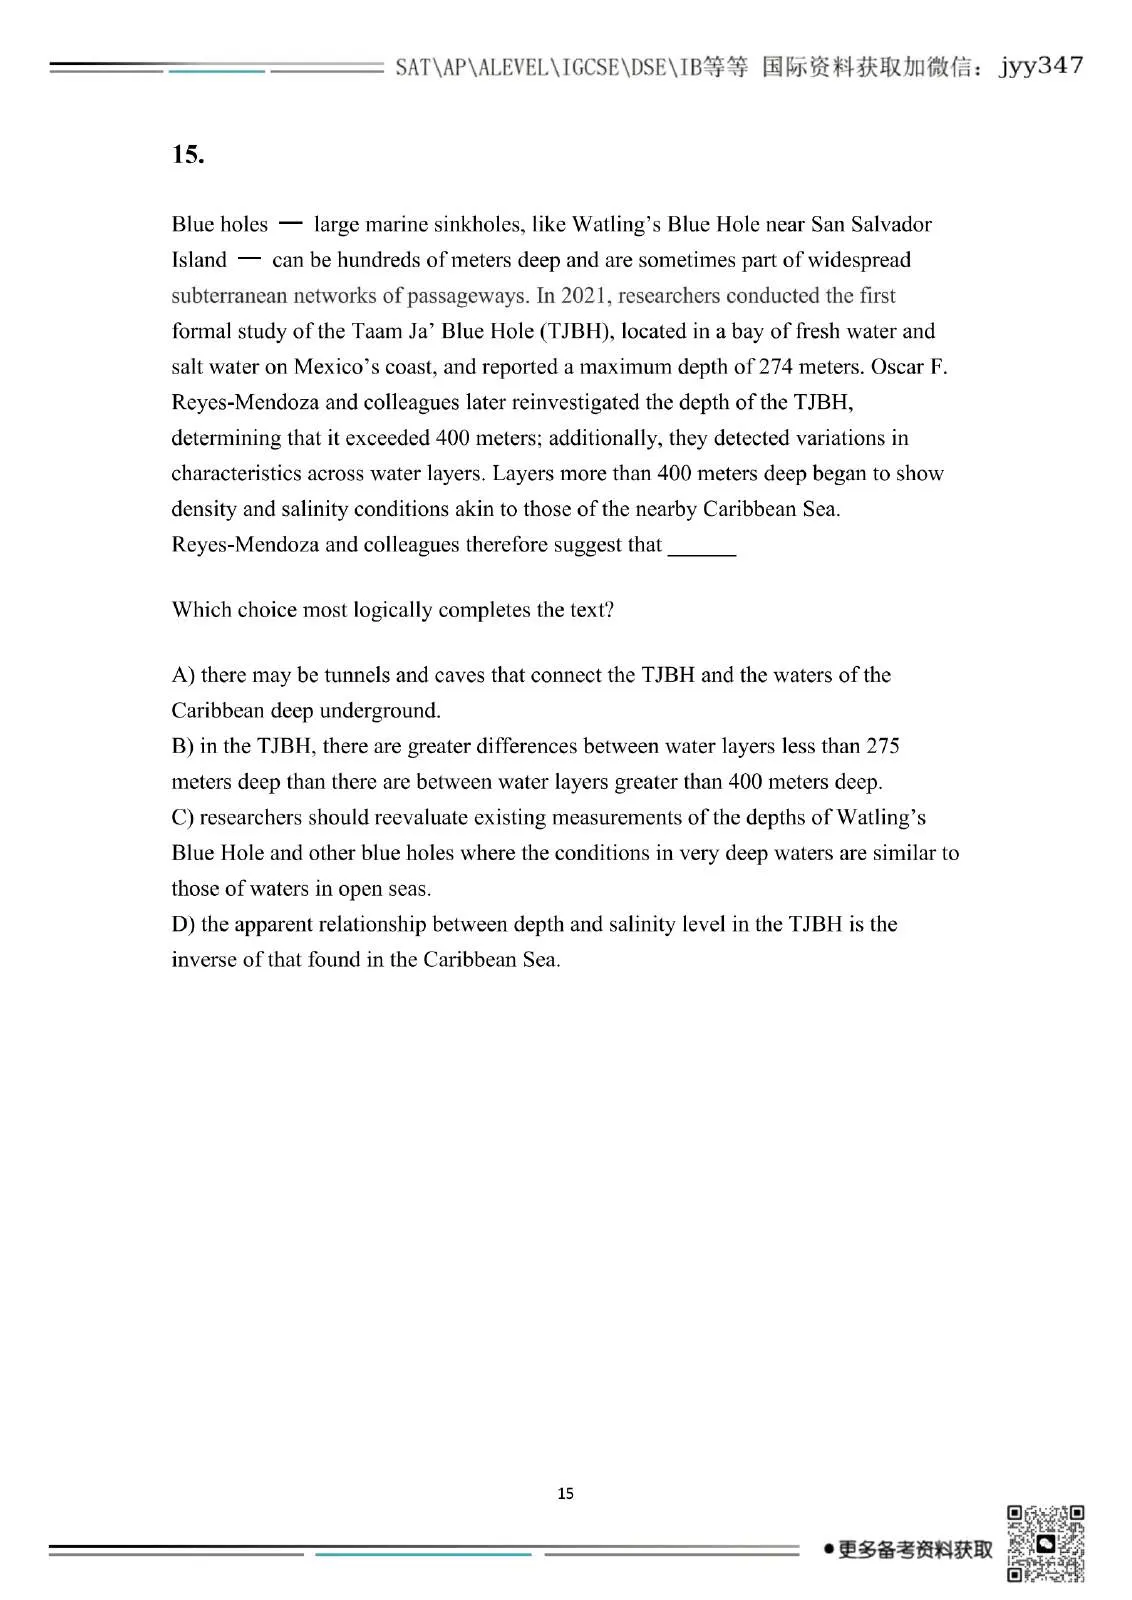 SAT\AP\ALEVEL\IGCSE\DSE\IB等等 国际资料获取加微信: jyy347
15.
Blue holes — large marine sinkholes, like Watling’s Blue Hole near San Salvador
Island — can be hundreds of meters deep and are sometimes part of widespread
subterranean networks of passageways. In 2021, researchers conducted the first
formal study of the Taam Ja’ Blue Hole (TJBH), located in a bay of fresh water and
salt water on Mexico’s coast, and reported a maximum depth of 274 meters. Oscar F.
Reyes-Mendoza and colleagues later reinvestigated the depth of the TJBH,
determining that it exceeded 400 meters; additionally, they detected variations in
characteristics across water layers. Layers more than 400 meters deep began to show
density and salinity conditions akin to those of the nearby Caribbean Sea.
Reyes-Mendoza and colleagues therefore suggest that ______
Which choice most logically completes the text?
A) there may be tunnels and caves that connect the TJBH and the waters of the
Caribbean deep underground.
B) in the TJBH, there are greater differences between water layers less than 275
meters deep than there are between water layers greater than 400 meters deep.
C) researchers should reevaluate existing measurements of the depths of Watling’s
Blue Hole and other blue holes where the conditions in very deep waters are similar to
those of waters in open seas.
D) the apparent relationship between depth and salinity level in the TJBH is the
inverse of that found in the Caribbean Sea.
15
●更多备考资料获取